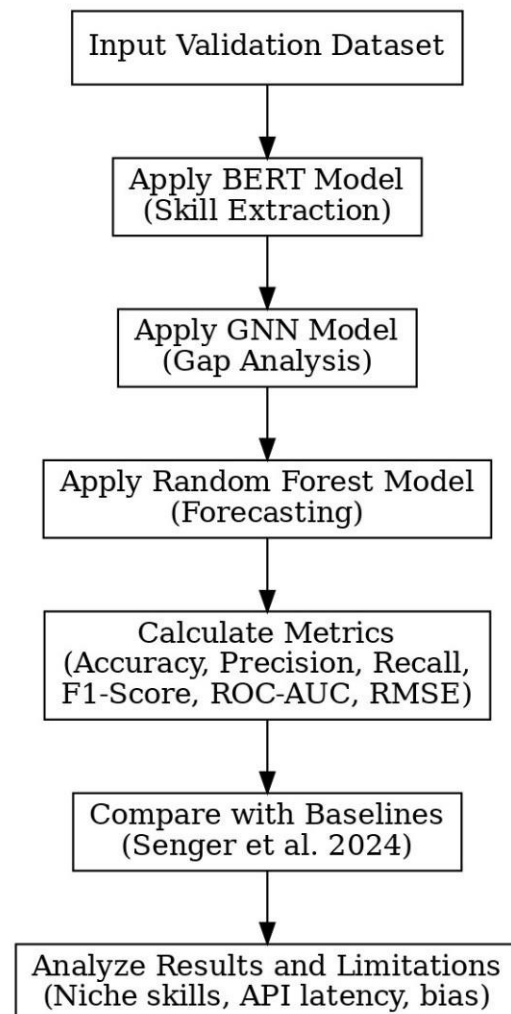 Input Validation Dataset
Apply BERT Model
(Skill Extraction)
Apply GNN Model
(Gap Analysis)
Apply Random Forest Model
(Forecasting)
Calculate Metrics
(Accuracy, Precision, Recall,
F1-Score, ROC-AUC, RMSE)
Compare with Baselines
(Senger et al. 2024)
Analyze Results and Limitations
(Niche skills, API latency, bias)